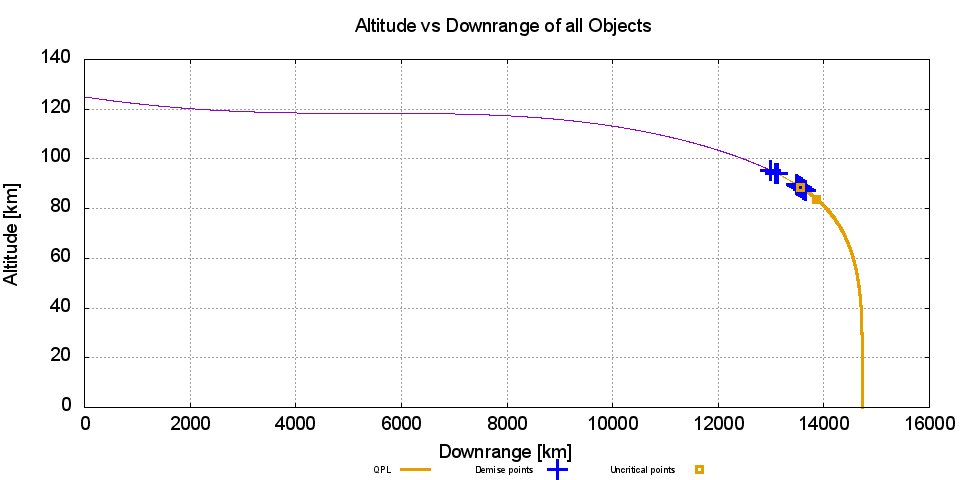 Altitude vs Downrange of all Objects
140
120
100
80
60
40
20
0
Altitude [km]
0 2000 4000 6000 8000 10000 12000 14000 16000
Downrange [km]
QPL Demise points Uncritical points